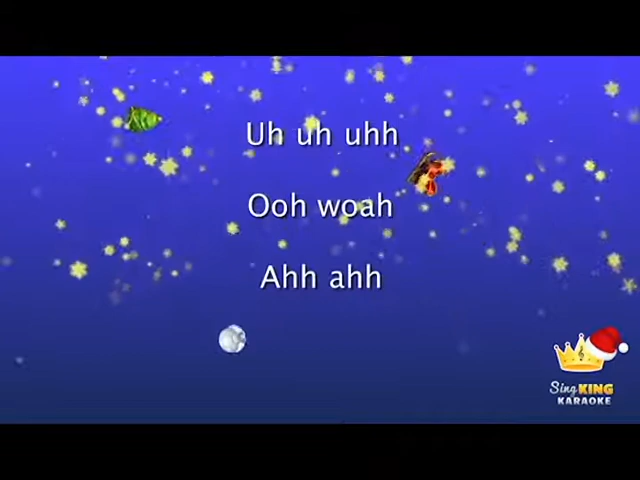 Uh uh uhh
Ooh woah
Ahh ahh
Sing KING
KARAOKE